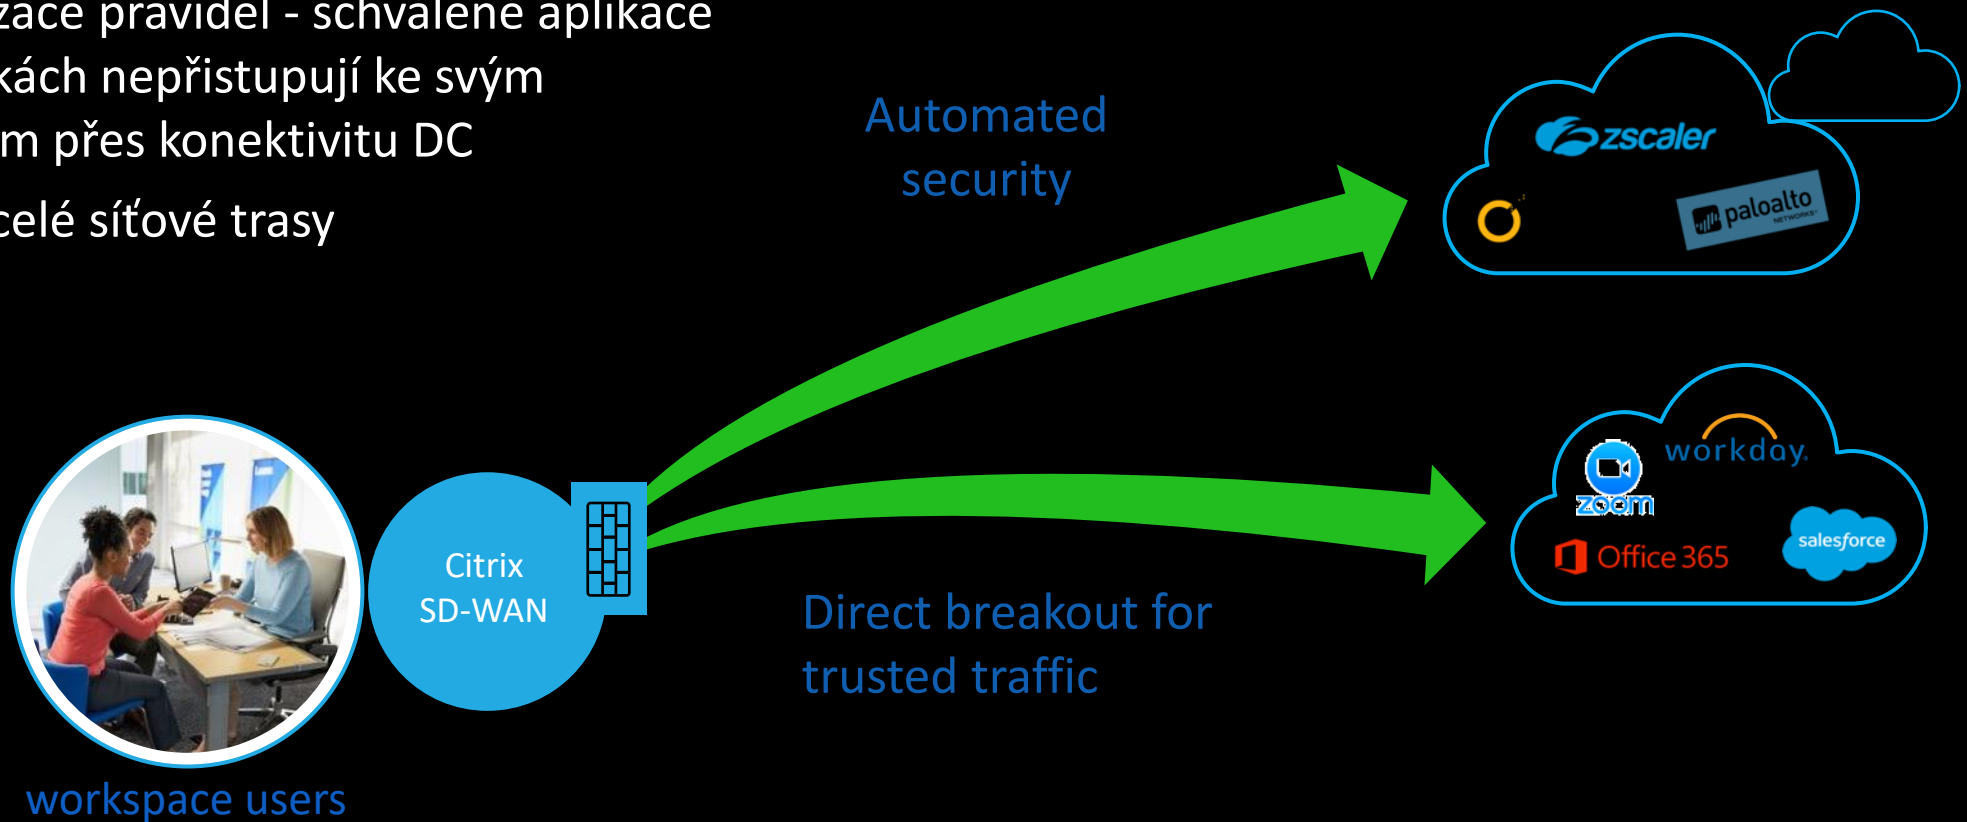 zace pravidel - schválené aplikace
kách nepřistupují ke svým
m přes konektivitu DC
celé síťové trasy
Automated
security
zscaler
paloalto
NETWORKS
workday.
zoom
Office 365
salesforce
Citrix
SD-WAN
Direct breakout for
trusted traffic
workspace users